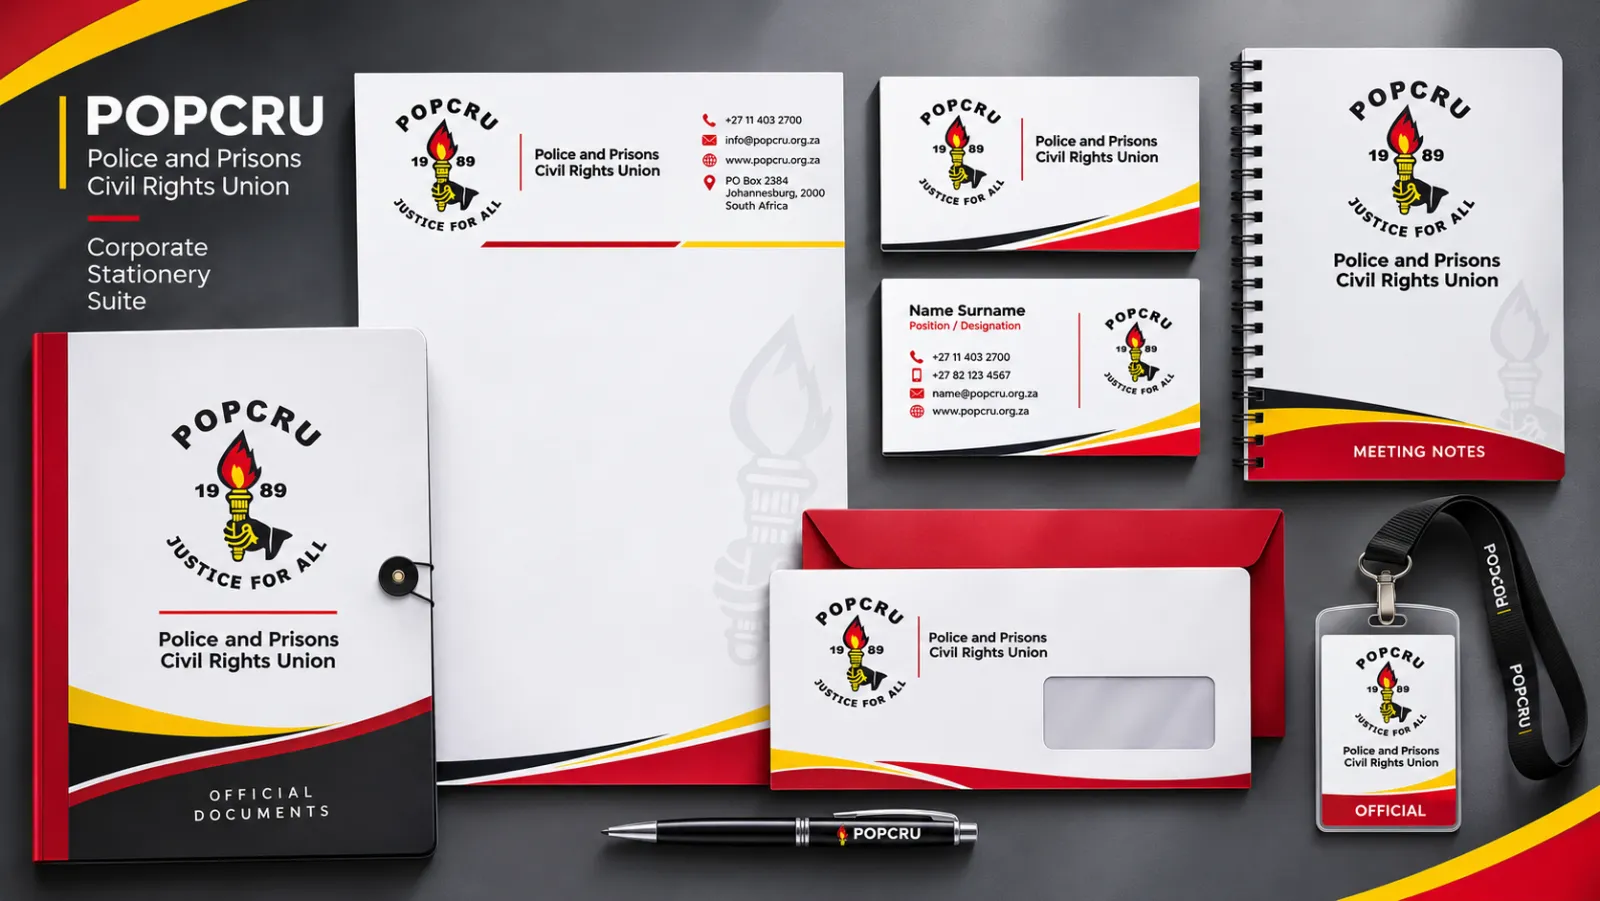 POPCRU
Police and Prisons
Civil Rights Union
Corporate
Stationery
Suite
POPCRU
19 89
JUSTICE FOR ALL
Police and Prisons
Civil Rights Union
+27 11 403 2700
info@popcru.org.za
www.popcru.org.za
PO Box 2384
Johannesburg, 2000
South Africa
POPCRU
19 89
JUSTICE FOR ALL
Police and Prisons
Civil Rights Union
Name Surname
Position / Designation
+27 11 403 2700
+27 82 123 4567
name@popcru.org.za
www.popcru.org.za
POPCRU
19 89
JUSTICE FOR ALL
POPCRU
19 89
JUSTICE FOR ALL
Police and Prisons
Civil Rights Union
MEETING NOTES
POPCRU
19 89
JUSTICE FOR ALL
Police and Prisons
Civil Rights Union
OFFICIAL
DOCUMENTS
POPCRU
19 89
JUSTICE FOR ALL
Police and Prisons
Civil Rights Union
POPCRU
POPCRU
POPCRU
19 89
JUSTICE FOR ALL
Police and Prisons
Civil Rights Union
OFFICIAL